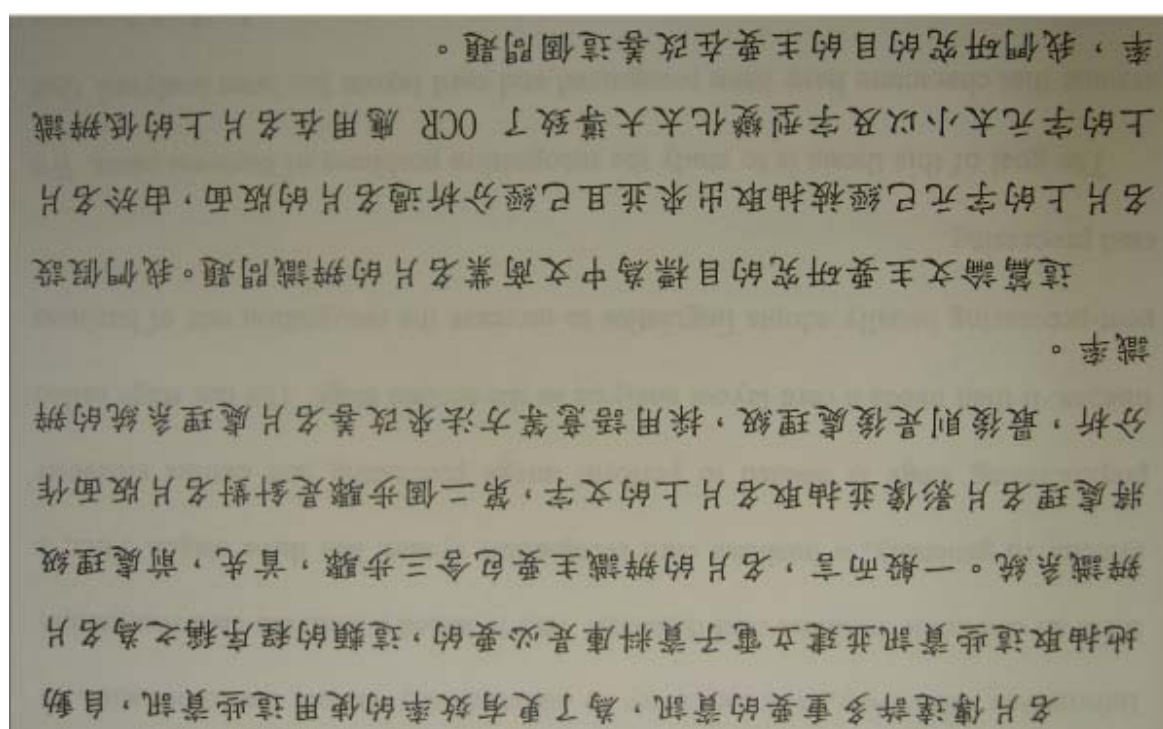 名片傳達許多重要的資訊，為了更有效率的使用這些資訊，自動
地抽取這些資訊並建立電子資料庫是必要的，這類的程序稱之為名片
辨識系統。一般而言，名片的辨識主要包含三步驟，首先，前處理級
將處理名片影像並抽取名片上的文字，第二個步驟是針對名片版面作
分析，最後則是後處理級，採用語意等方法來改善名片處理系統的辨
識率。
這篇論文主要研究的目標為中文商業名片的辨識問題。我們假設
名片上的字元已經被抽取出來並且已經分析過名片的版面，由於名片
上的字元太小以及字型變化太大導致了 OCR 應用在名片上的低辨識
率，我們研究的目的主要在改善這個問題。